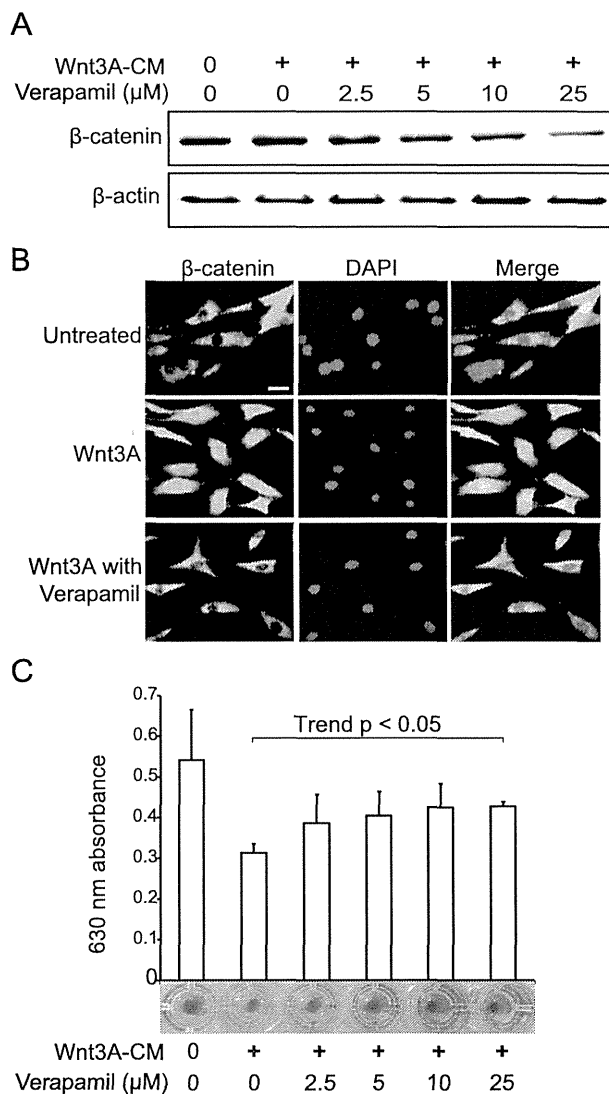 A
Wnt3A-CM 0 + + + + +
Verapamil (μM) 0 0 2.5 5 10 25
β-catenin
β-actin
B
β-catenin DAPI Merge
Untreated
Wnt3A
Wnt3A with
Verapamil
C
0.7
Trend p < 0.05
0.6
0.5
0.4
0.3
0.2
0.1
0
630 nm absorbance
Wnt3A-CM 0 + + + + +
Verapamil (μM) 0 0 2.5 5 10 25